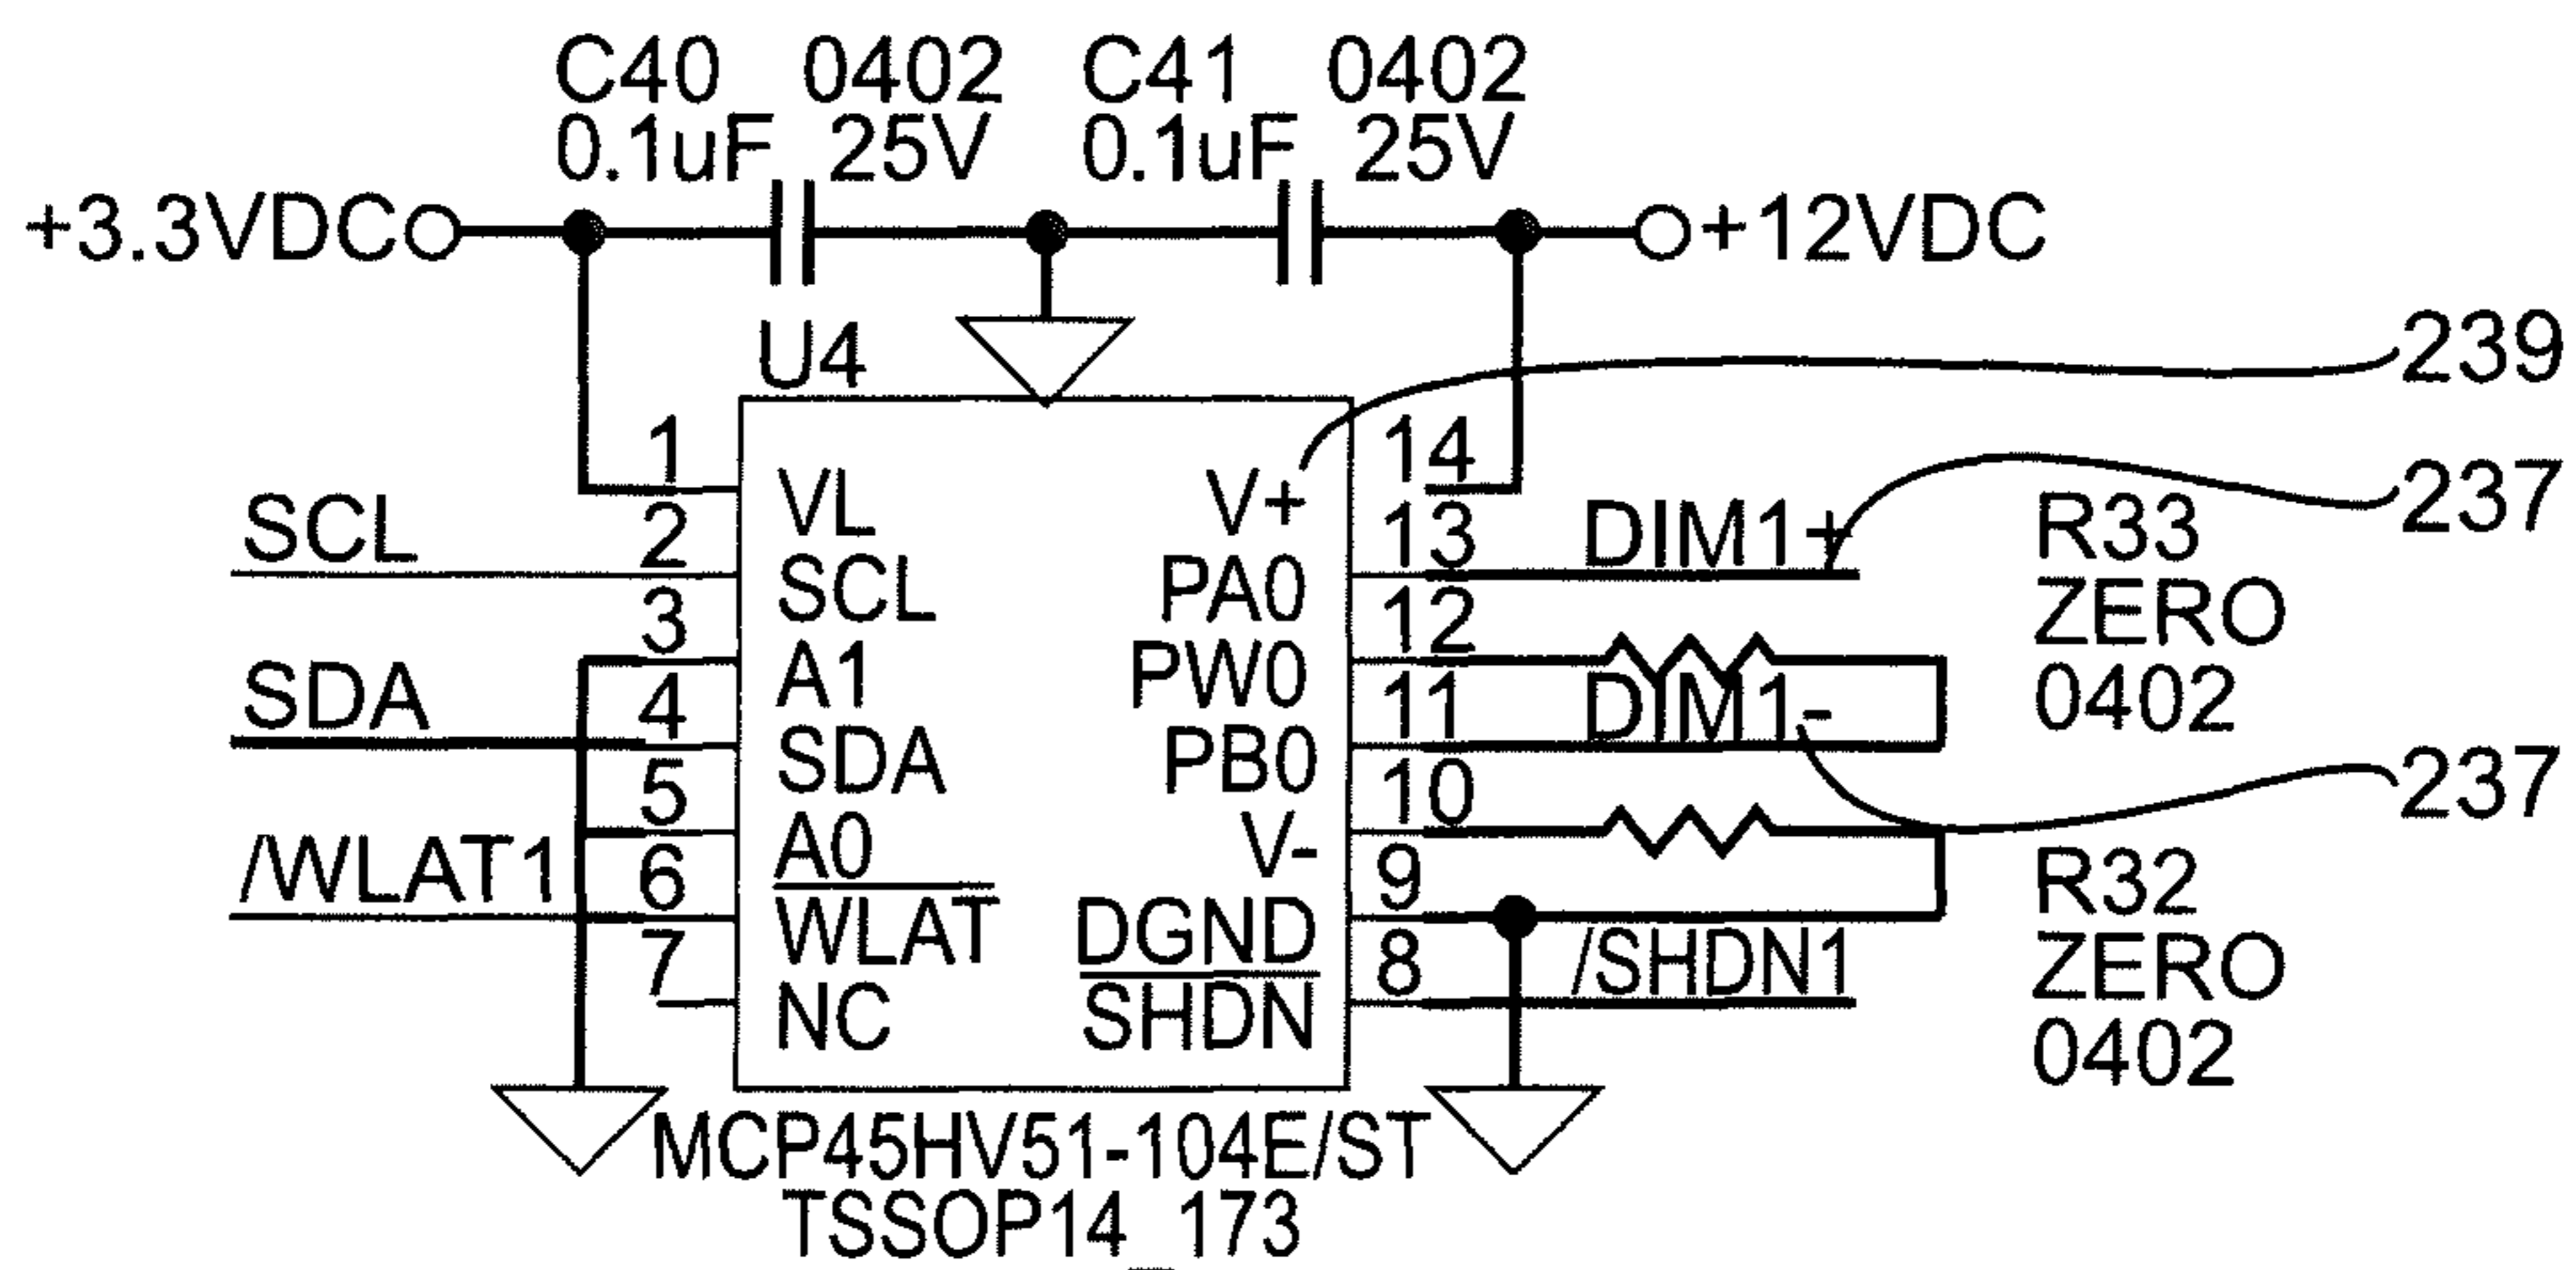 C40 0402 C41 0402
0.1uF 25V 0.1uF 25V
+3.3VDC +12VDC
U4 239
1 14
VL V+ 237
SCL 2 13 DIM1+ R33
SCL PA0 ZERO
3 12 0402
A1 PW0
SDA 4 11 DIM1-
SDA PB0 237
5 10
A0 V-
/WLAT1 6 9 R32
WLAT DGND ZERO
7 8 /SHDN1 0402
NC SHDN
MCP45HV51-104E/ST
TSSOP14_173